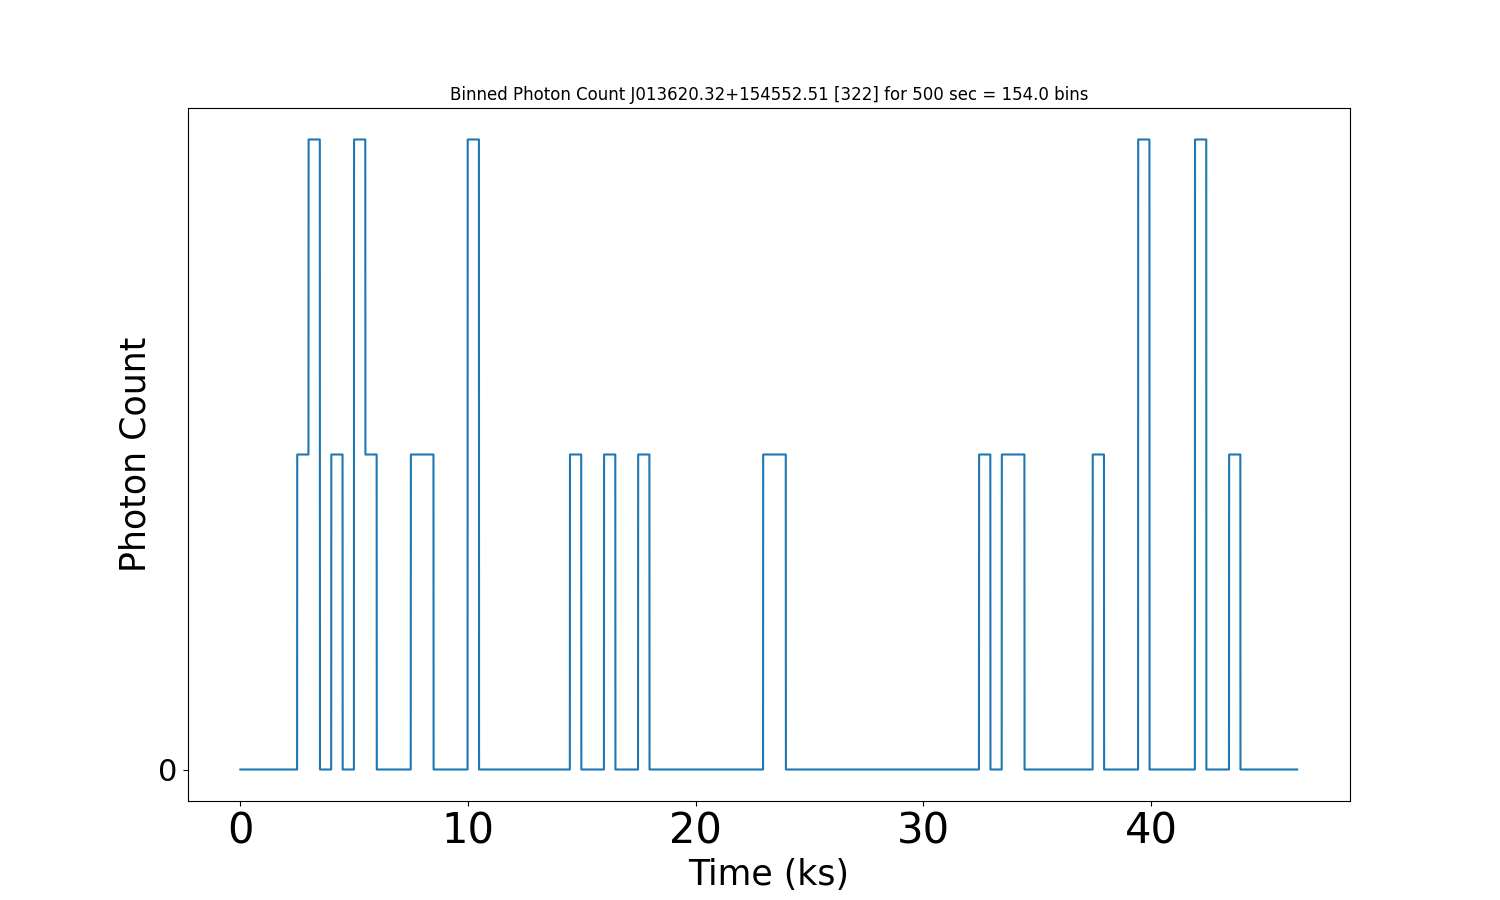 Binned Photon Count J013620.32+154552.51 [322] for 500 sec = 154.0 bins
Photon Count
0
0 10 20 30 40
Time (ks)